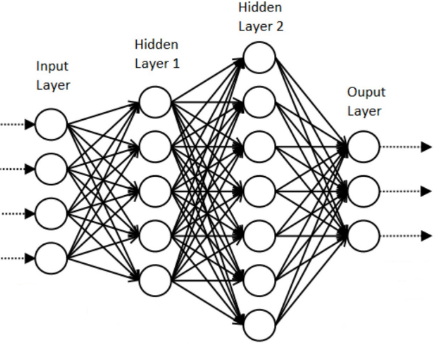 Input
Layer
Hidden
Layer 1
Hidden
Layer 2
Ouput
Layer